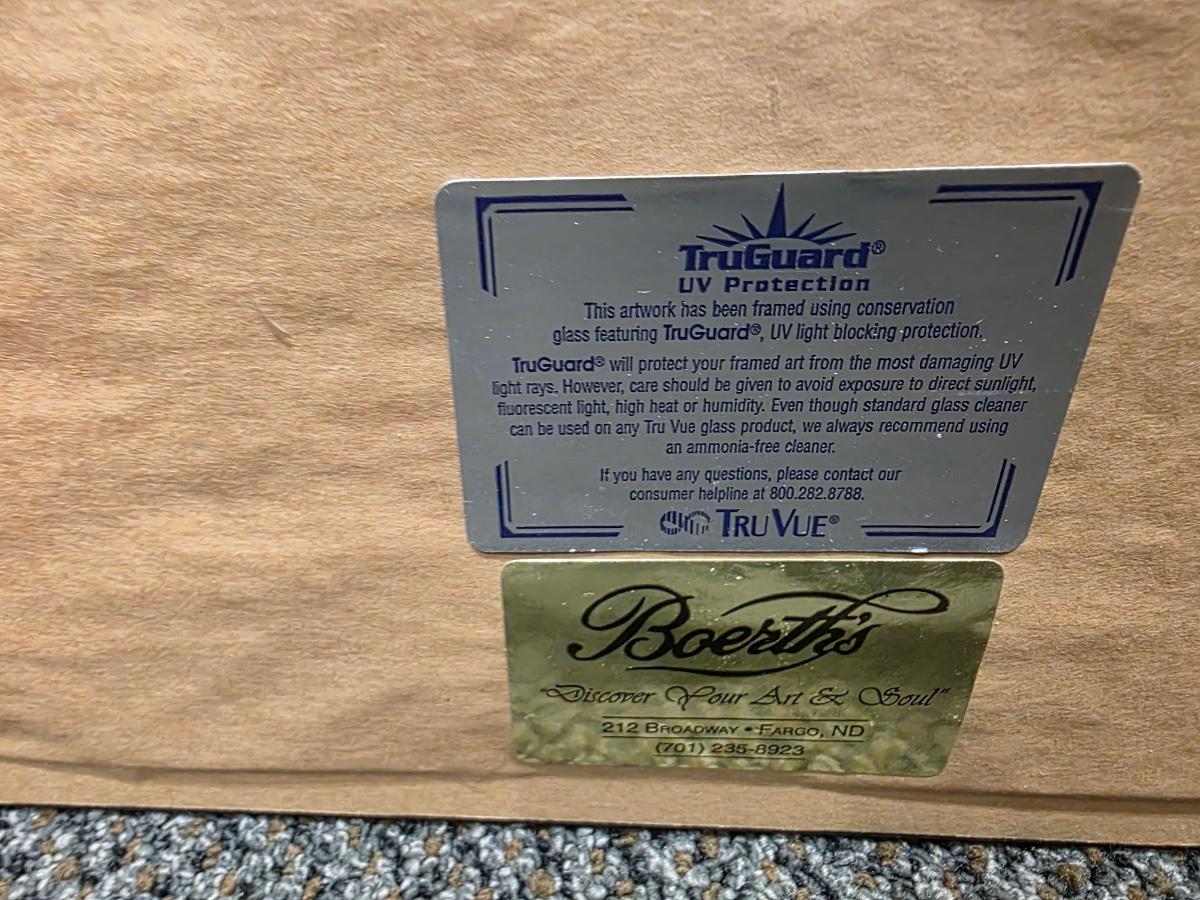 TruGuard®
UV Protection
This artwork has been framed using conservation
glass featuring TruGuard®, UV light blocking protection.
TruGuard® will protect your framed art from the most damaging UV
light rays. However, care should be given to avoid exposure to direct sunlight,
fluorescent light, high heat or humidity. Even though standard glass cleaner
can be used on any Tru Vue glass product, we always recommend using
an ammonia-free cleaner.
If you have any questions, please contact our
consumer helpline at 800.282.8788.
TRU VUE®
Boerth's
"Discover Your Art & Soul"
212 BROADWAY • FARGO, ND
(701) 235-8923